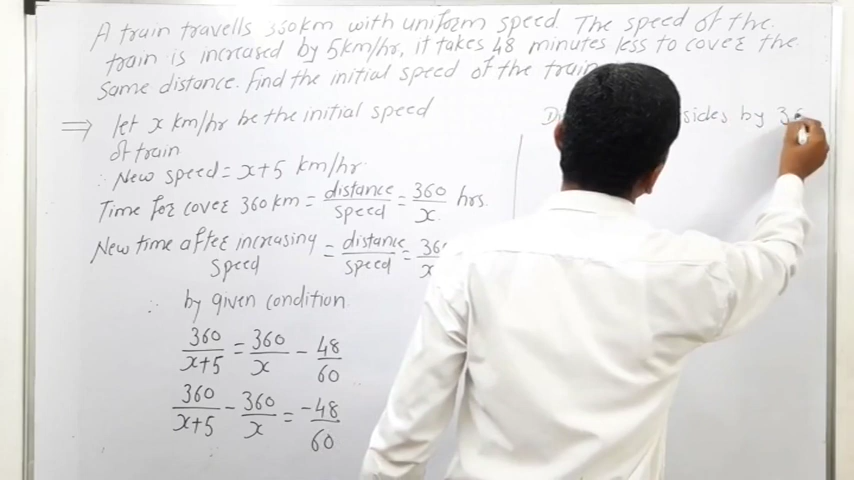 A train travells 360km with uniform speed. The speed of the
train is increased by 5km/hr, it takes 48 minutes less to cover the
Same distance. Find the initial speed of the train
⇒ let x km/hr be the initial speed
of train
∴ New speed = x+5 km/hr.
Time for cover 360 km = distance/speed = 360/x hrs.
New time after increasing speed = distance/speed = 36
∴ by given condition
360/x+5 = 360/x - 48/60
360/x+5 - 360/x = -48/60
sides by 36